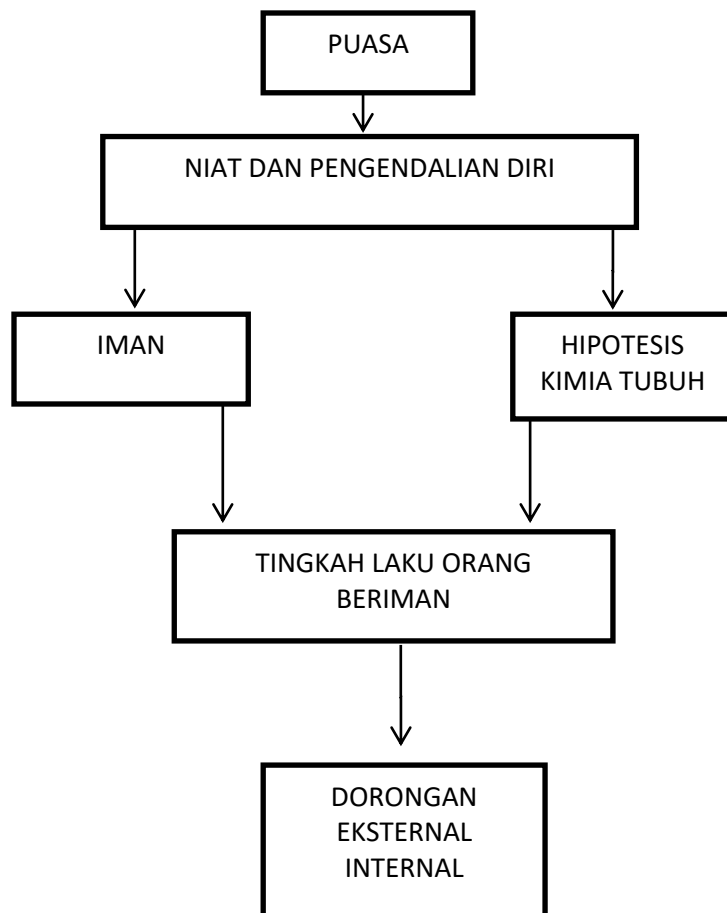 PUASA
NIAT DAN PENGENDALIAN DIRI
IMAN
HIPOTESIS
KIMIA TUBUH
TINGKAH LAKU ORANG
BERIMAN
DORONGAN
EKSTERNAL
INTERNAL